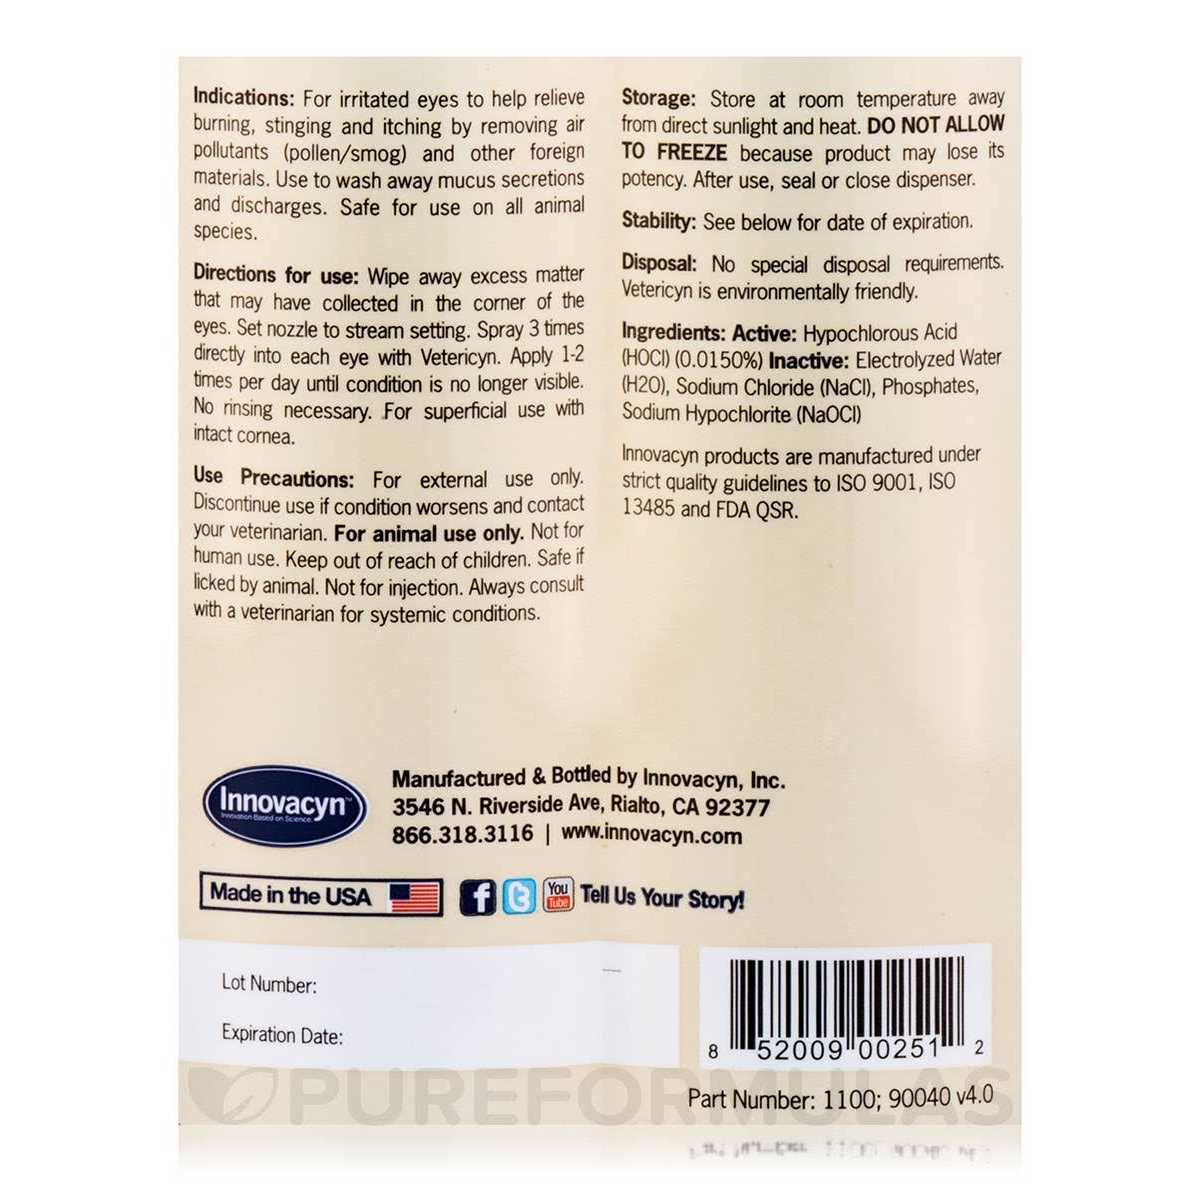 Indications: For irritated eyes to help relieve
burning, stinging and itching by removing air
pollutants (pollen/smog) and other foreign
materials. Use to wash away mucus secretions
and discharges. Safe for use on all animal
species.
Directions for use: Wipe away excess matter
that may have collected in the corner of the
eyes. Set nozzle to stream setting. Spray 3 times
directly into each eye with Vetericyn. Apply 1-2
times per day until condition is no longer visible.
No rinsing necessary. For superficial use with
intact cornea.
Use Precautions: For external use only.
Discontinue use if condition worsens and contact
your veterinarian. For animal use only. Not for
human use. Keep out of reach of children. Safe if
licked by animal. Not for injection. Always consult
with a veterinarian for systemic conditions.
Storage: Store at room temperature away
from direct sunlight and heat. DO NOT ALLOW
TO FREEZE because product may lose its
potency. After use, seal or close dispenser.
Stability: See below for date of expiration.
Disposal: No special disposal requirements.
Vetericyn is environmentally friendly.
Ingredients: Active: Hypochlorous Acid
(HOCl) (0.0150%) Inactive: Electrolyzed Water
(H2O), Sodium Chloride (NaCl), Phosphates,
Sodium Hypochlorite (NaOCl)
Innovacyn products are manufactured under
strict quality guidelines to ISO 9001, ISO
13485 and FDA QSR.
Innovacyn™
Innovation Based on Science.
Manufactured & Bottled by Innovacyn, Inc.
3546 N. Riverside Ave, Rialto, CA 92377
866.318.3116 | www.innovacyn.com
Made in the USA
f t You Tube Tell Us Your Story!
Lot Number:
Expiration Date:
8 52009 00251 2
PUREFORMULAS
Part Number: 1100; 90040 v4.0